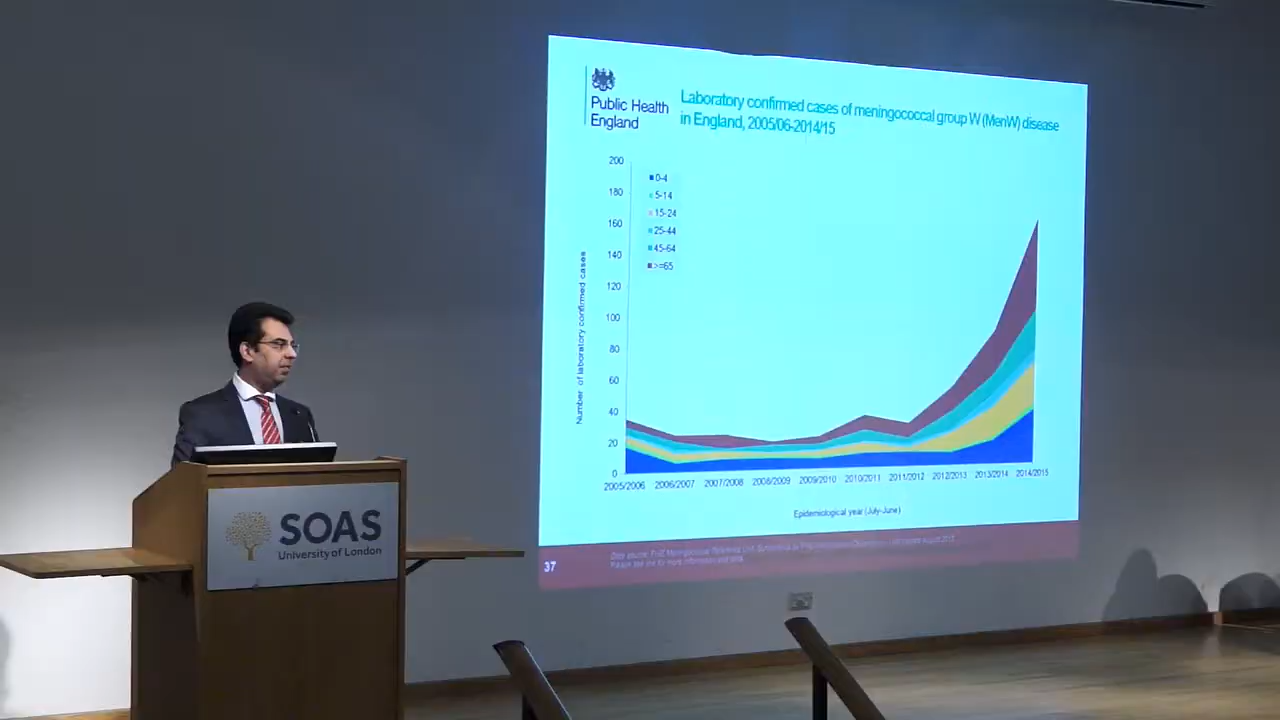 Public Health
England
Laboratory confirmed cases of meningococcal group W (MenW) disease
in England, 2005/06-2014/15
Number of laboratory confirmed cases
200
180
160
140
120
100
80
60
40
20
0
0-4
5-14
15-24
25-44
45-64
>=65
2005/2006 2006/2007 2007/2008 2008/2009 2009/2010 2010/2011 2011/2012 2012/2013 2013/2014 2014/2015
Epidemiological year (July-June)
37
SOAS
University of London